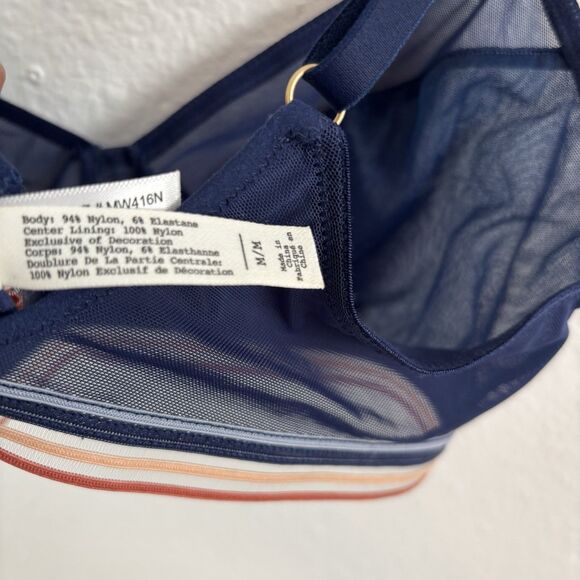 MW416N
Body: 94% Nylon, 6% Elastane
Center Lining: 100% Nylon
Exclusive of Decoration
Corps: 94% Nylon, 6% Elasthanne
Doublure De La Partie Centrale:
100% Nylon Exclusif de Décoration
M/M
Made in
China
Fabriqué en
Chine